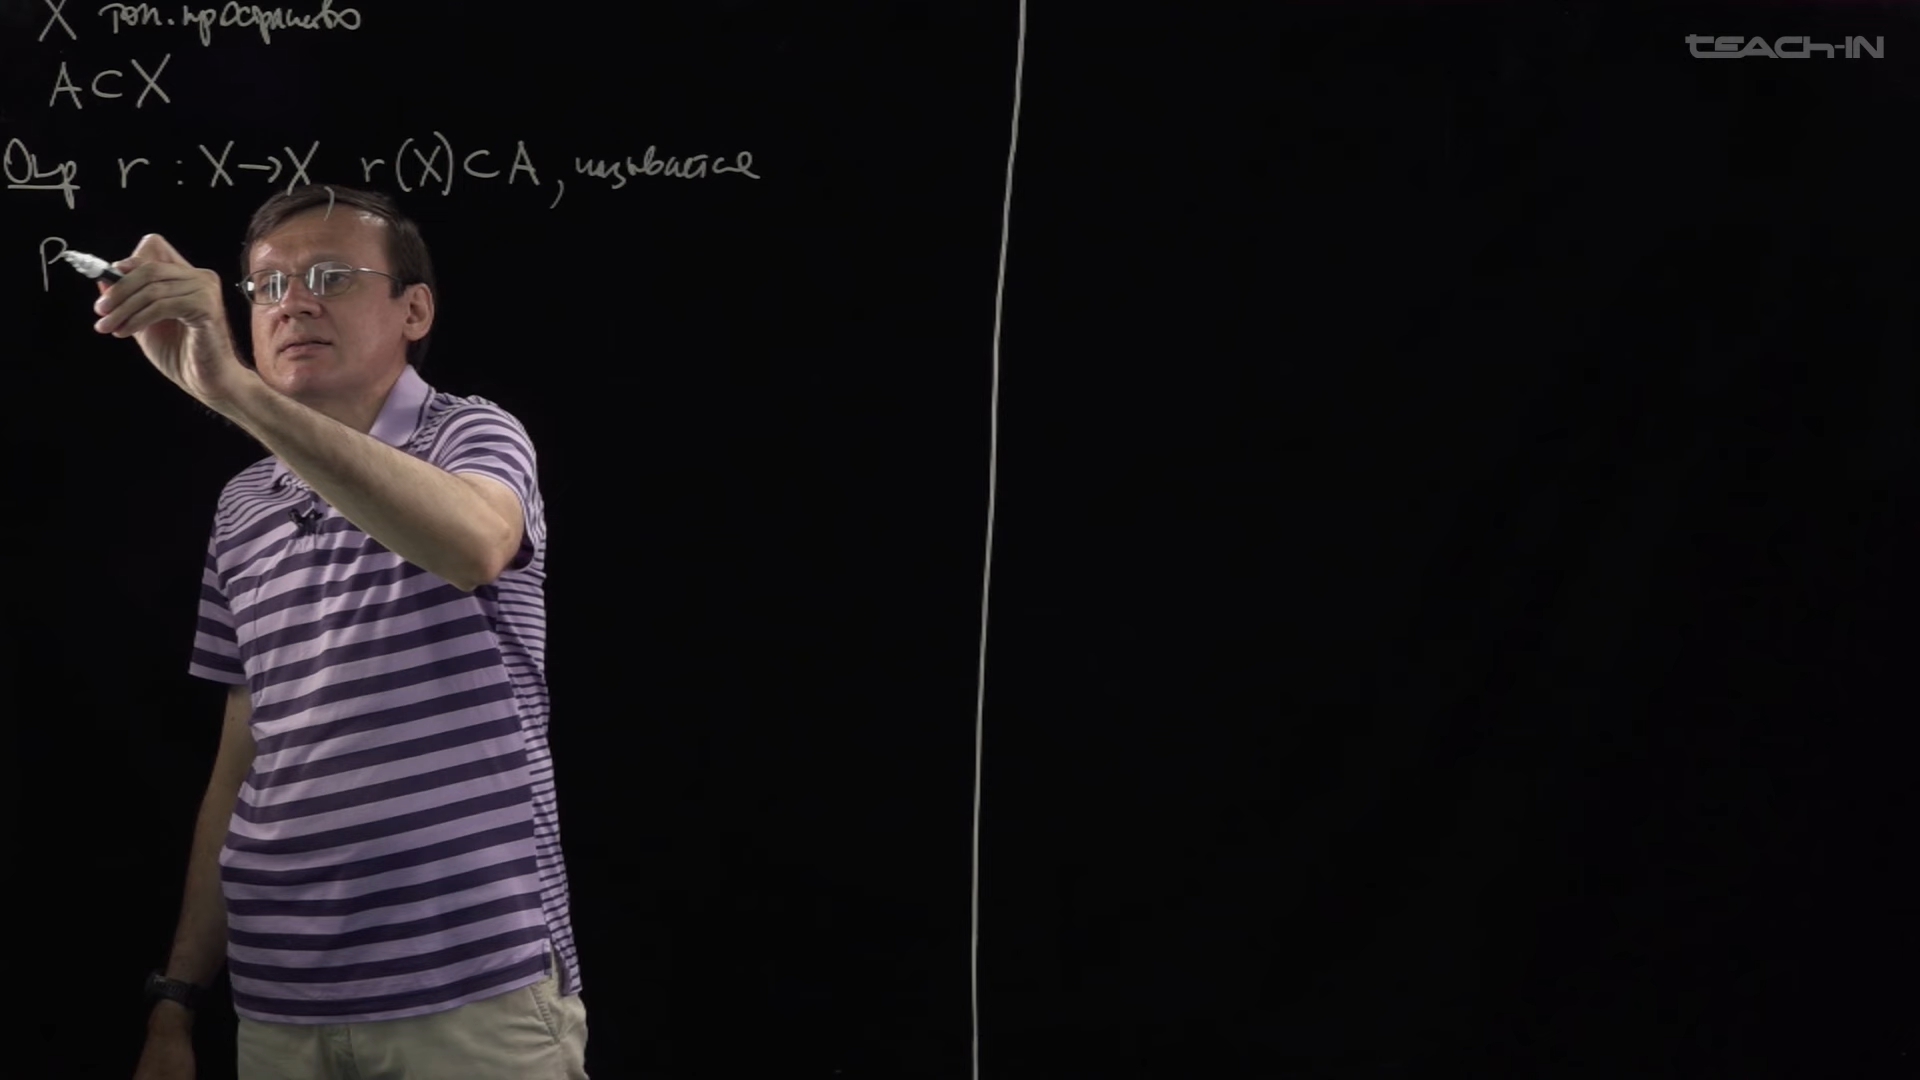 X топ. пространство
A ⊂ X
Опр r : X → X, r(X) ⊂ A, называется
р
TEACH-IN